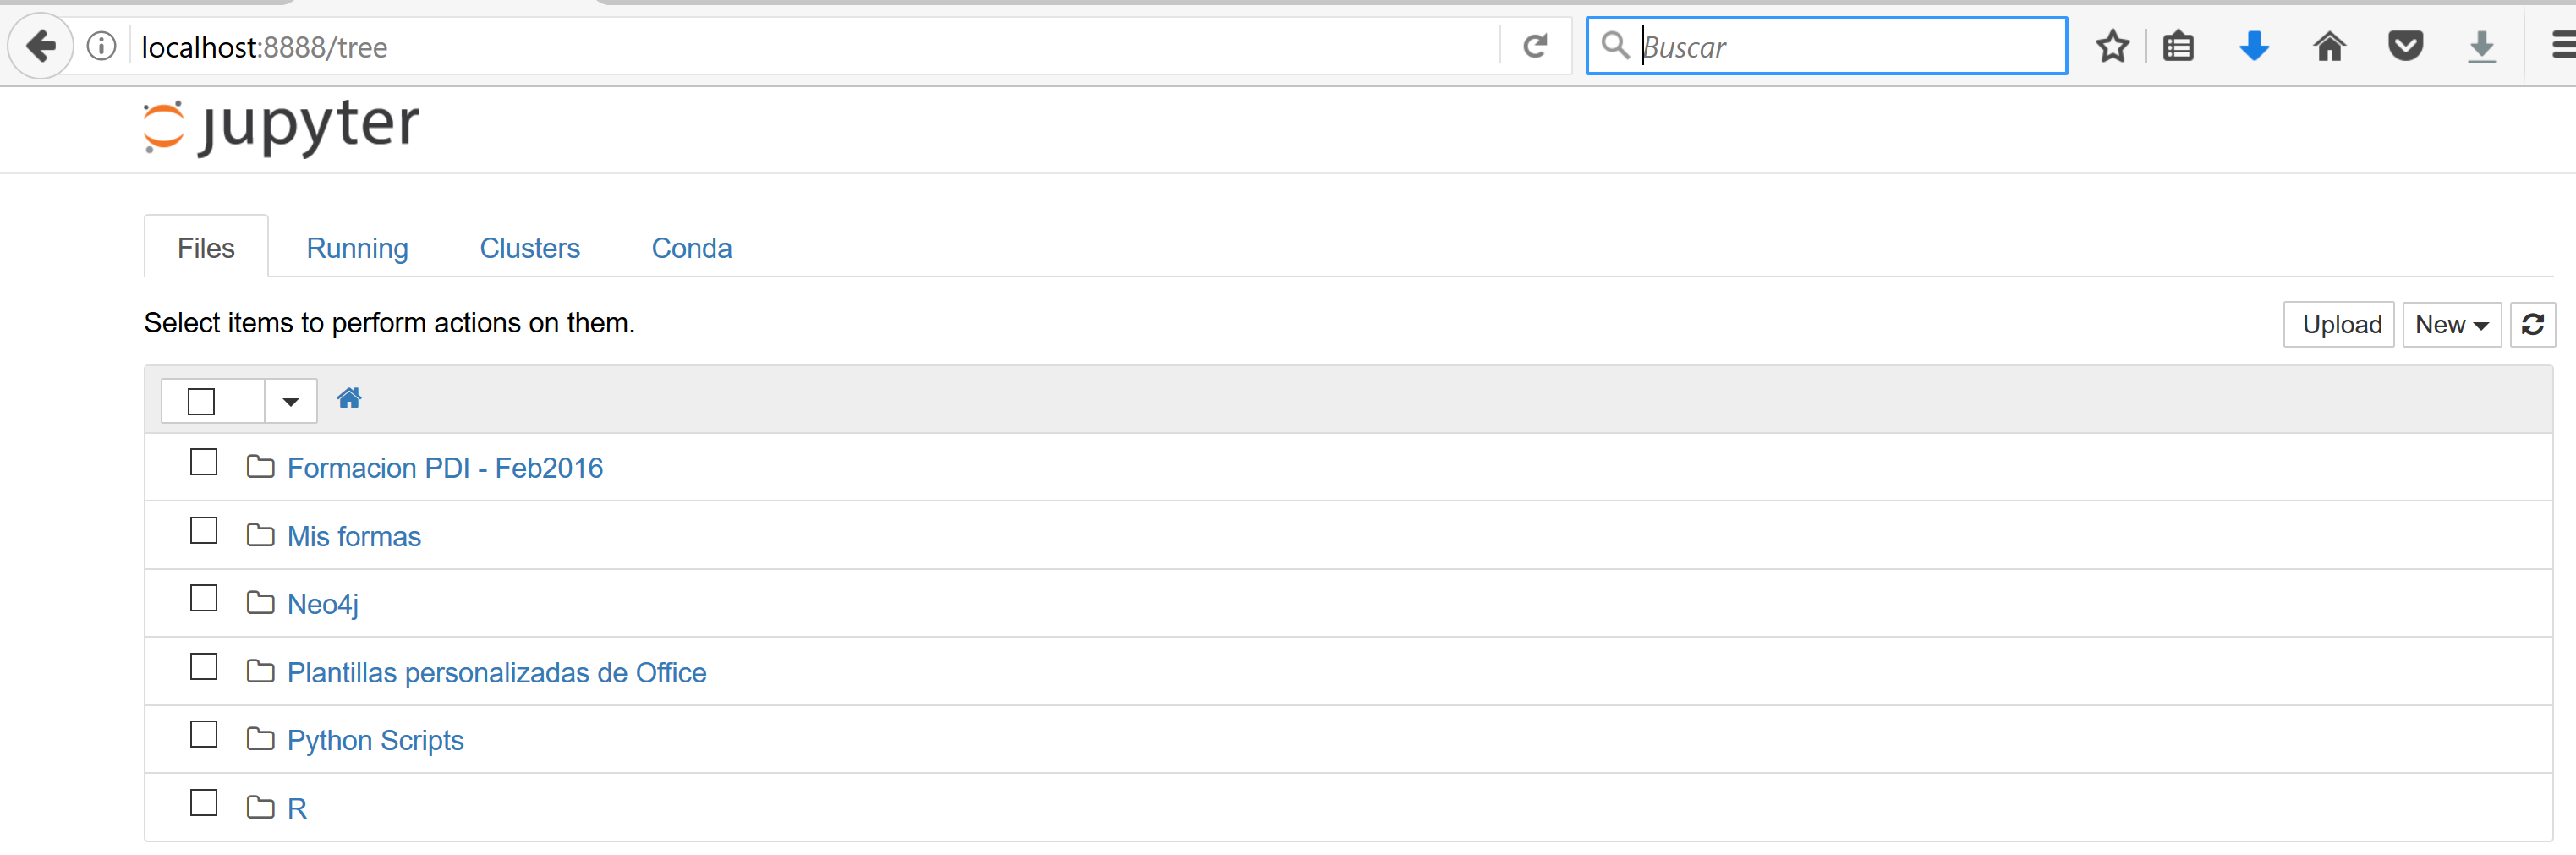 localhost:8888/tree
Buscar
jupyter
Files Running Clusters Conda
Select items to perform actions on them.
Upload New
Formacion PDI - Feb2016
Mis formas
Neo4j
Plantillas personalizadas de Office
Python Scripts
R